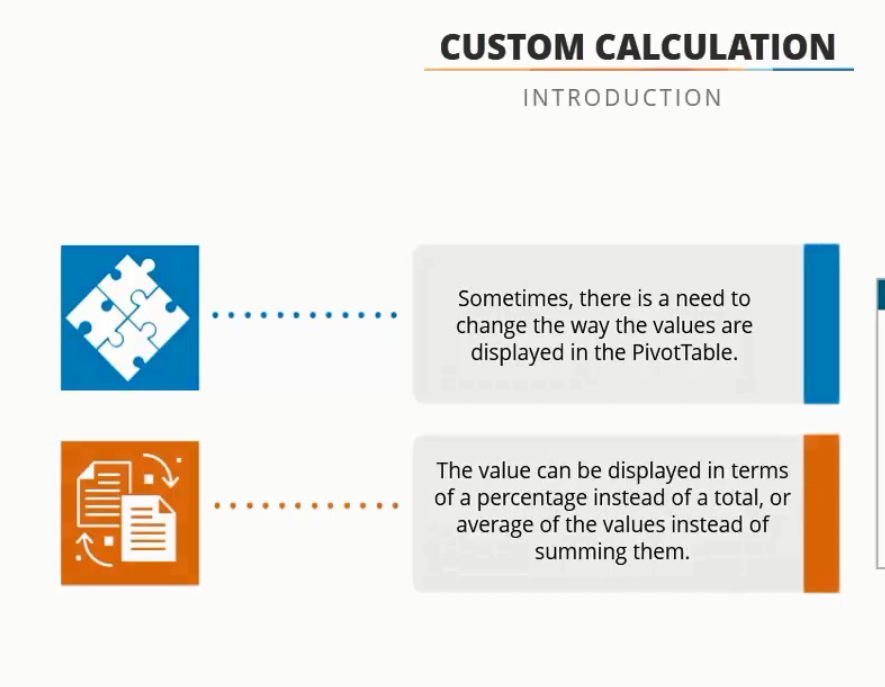 CUSTOM CALCULATION
INTRODUCTION
Sometimes, there is a need to
change the way the values are
displayed in the PivotTable.
The value can be displayed in terms
of a percentage instead of a total, or
average of the values instead of
summing them.